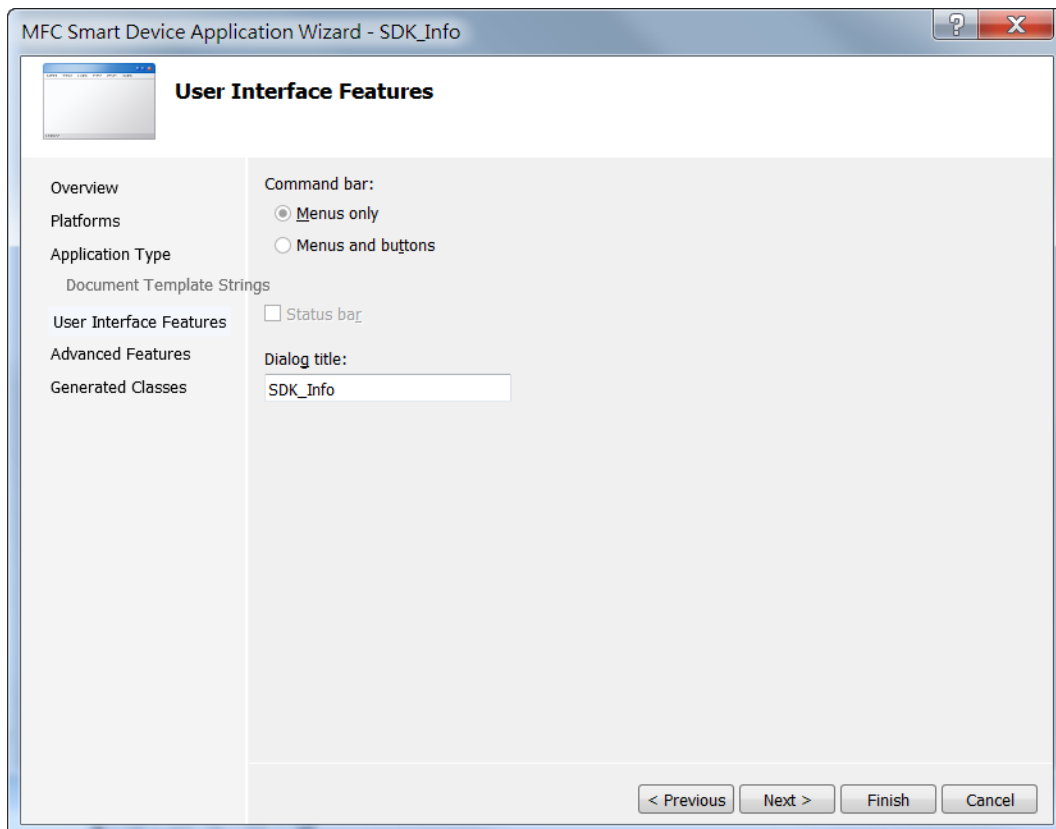 MFC Smart Device Application Wizard - SDK_Info
User Interface Features
Overview
Platforms
Application Type
Document Template Strings
User Interface Features
Advanced Features
Generated Classes
Command bar:
Menus only
Menus and buttons
Status bar
Dialog title:
SDK_Info
< Previous
Next >
Finish
Cancel